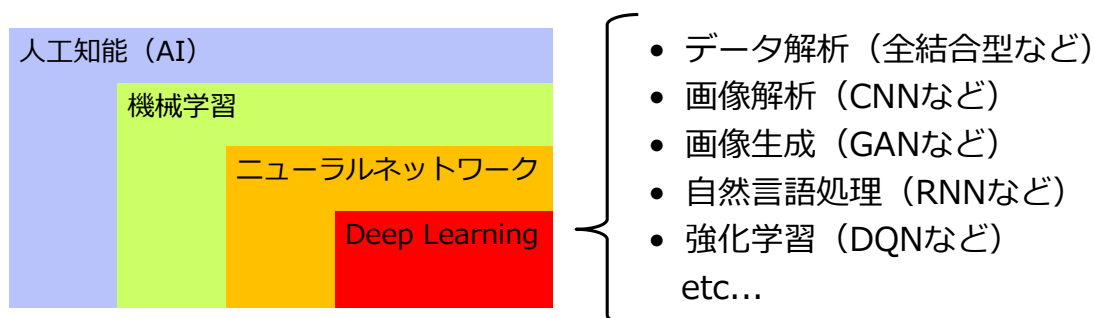 人工知能（AI）
機械学習
ニューラルネットワーク
Deep Learning
• データ解析（全結合型など）
• 画像解析（CNNなど）
• 画像生成（GANなど）
• 自然言語処理（RNNなど）
• 強化学習（DQNなど）
etc...